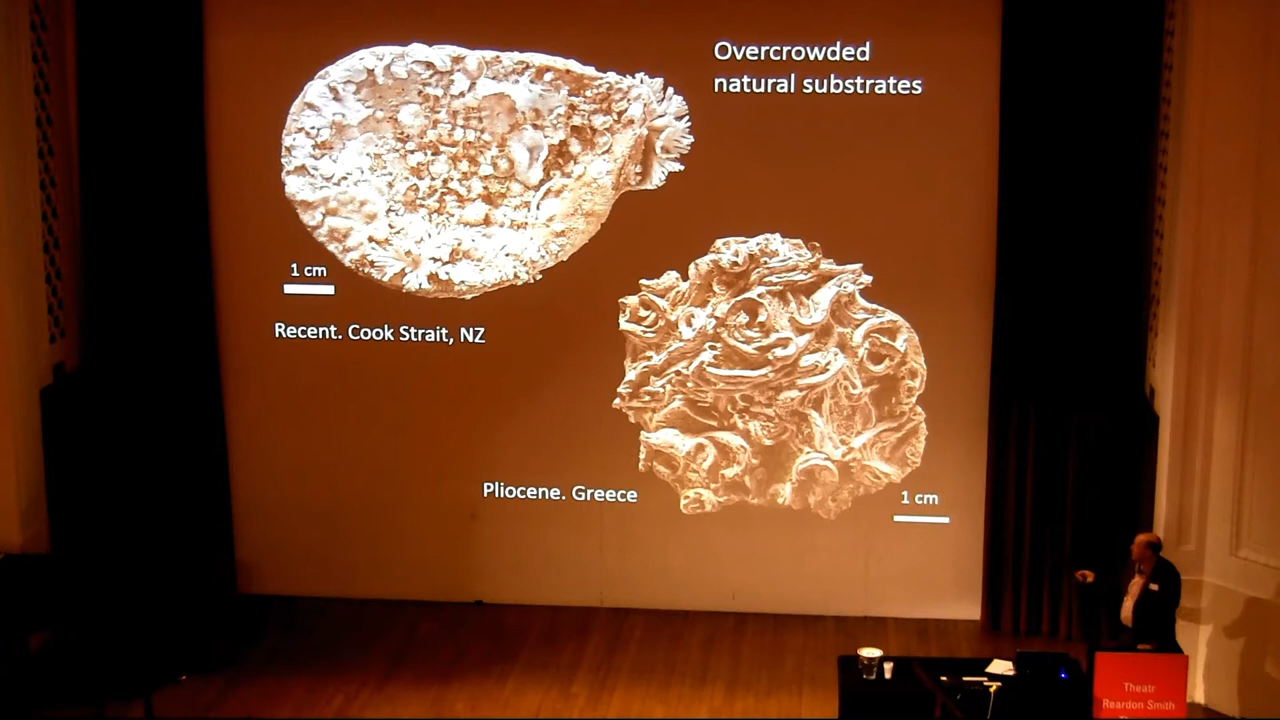 Overcrowded
natural substrates
1 cm
Recent. Cook Strait, NZ
Pliocene. Greece
1 cm
Theatr
Reardon Smith